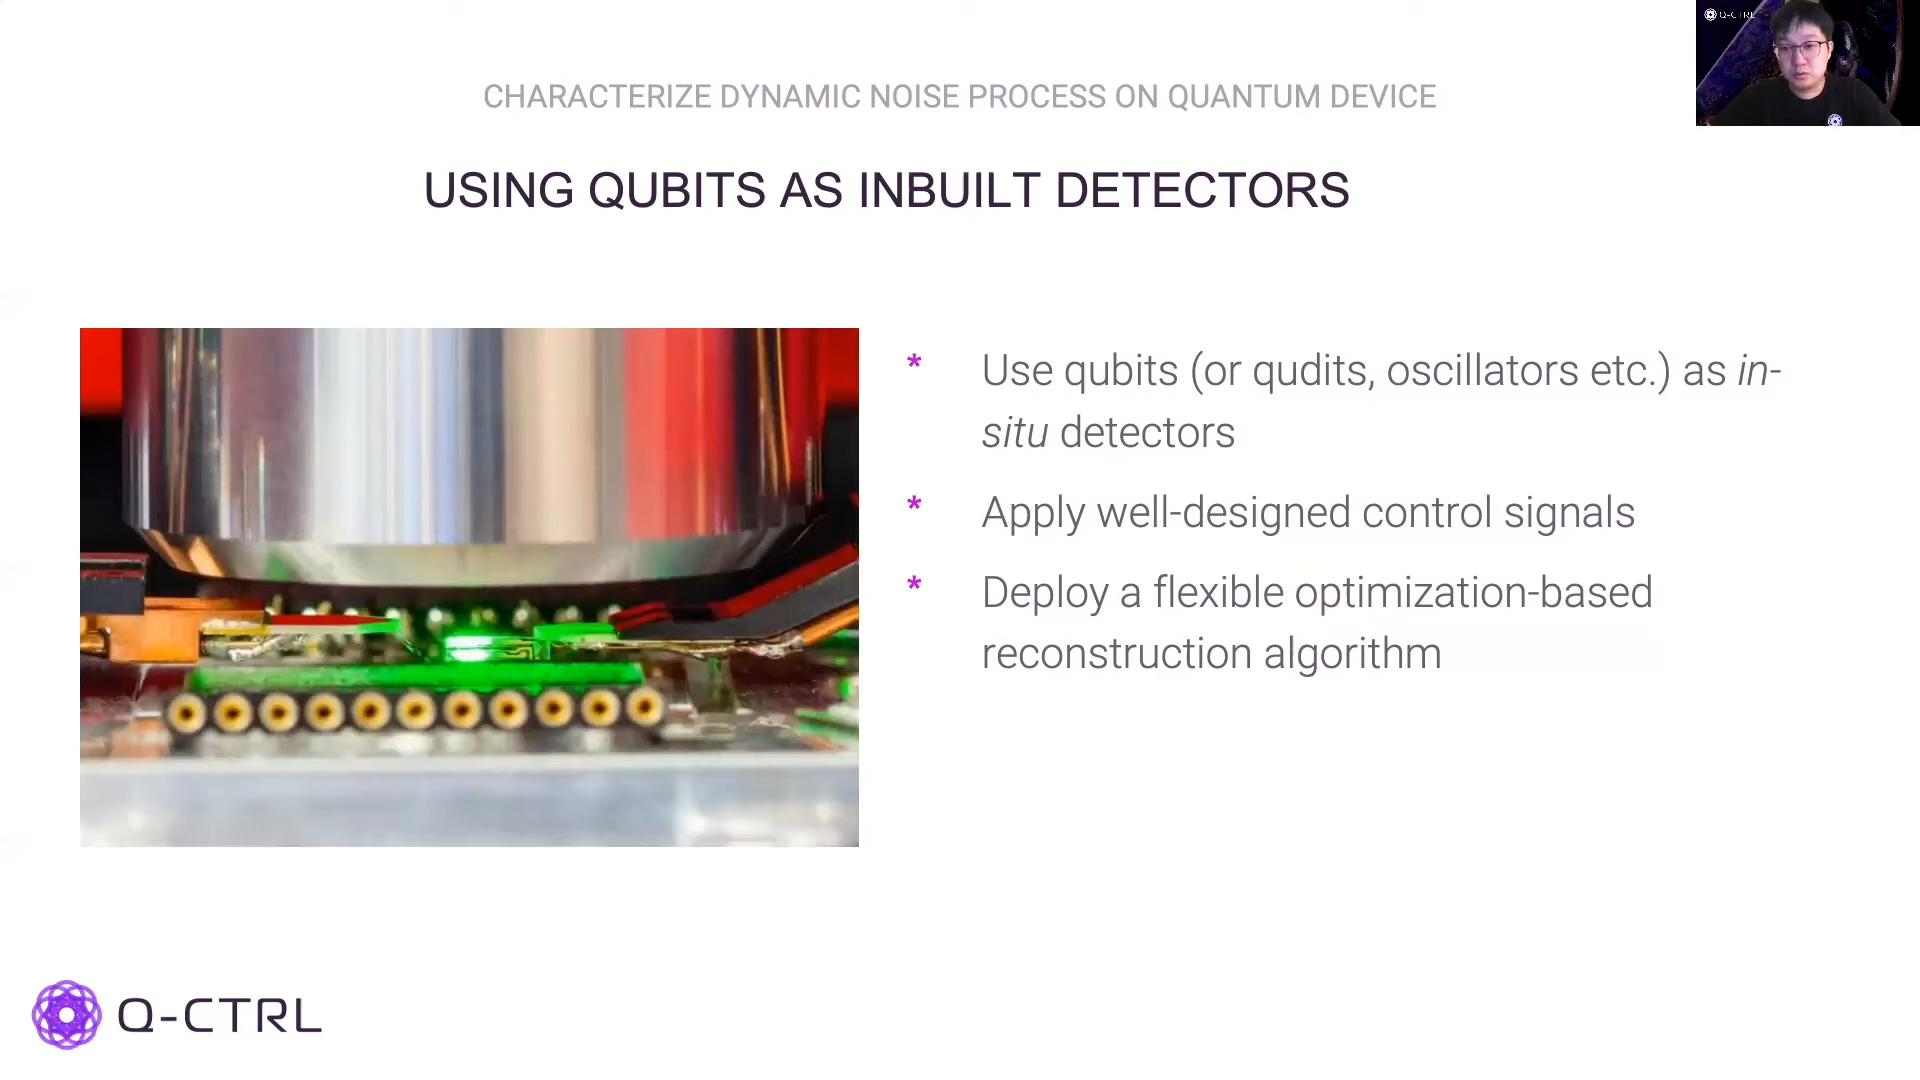 Q-CTRL
CHARACTERIZE DYNAMIC NOISE PROCESS ON QUANTUM DEVICE
USING QUBITS AS INBUILT DETECTORS
* Use qubits (or qudits, oscillators etc.) as in-
situ detectors
* Apply well-designed control signals
* Deploy a flexible optimization-based
reconstruction algorithm
Q-CTRL